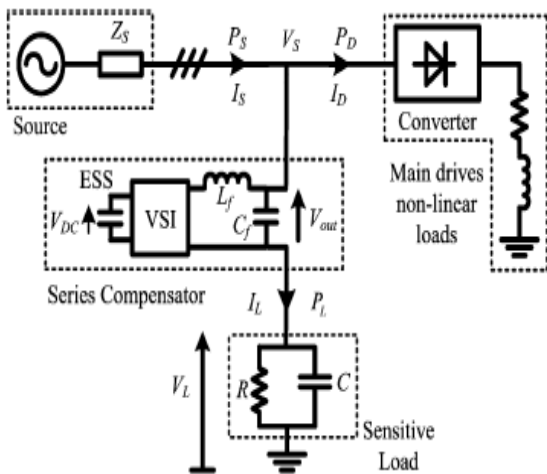 Z_S
P_S
V_S
P_D
I_S
I_D
Source
Converter
Main drives
non-linear
loads
ESS
V_DC
VSI
L_f
C_f
V_out
Series Compensator
I_L
P_L
V_L
R
C
Sensitive
Load